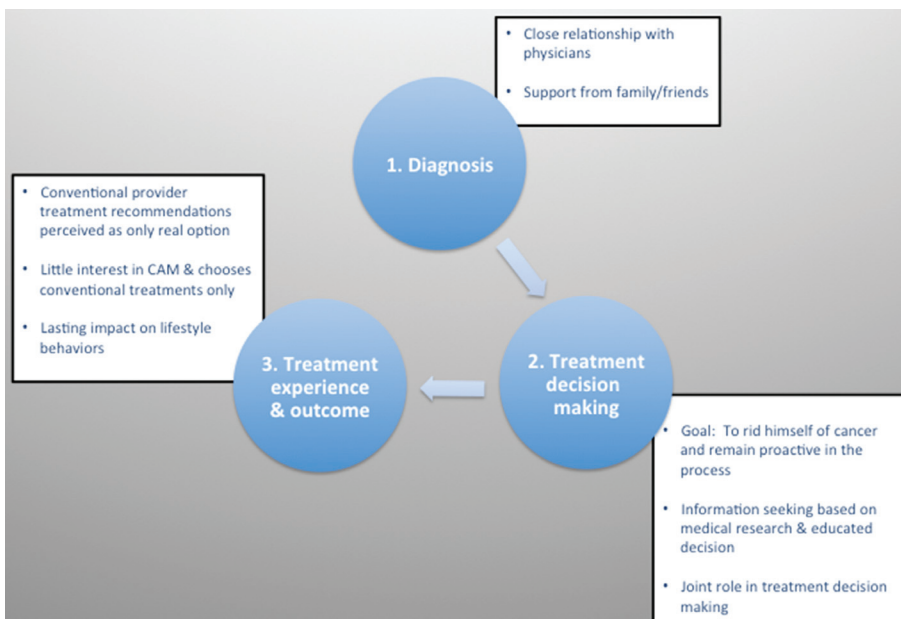 • Close relationship with
physicians
• Support from family/friends
1. Diagnosis
• Conventional provider
treatment recommendations
perceived as only real option
• Little interest in CAM & chooses
conventional treatments only
• Lasting impact on lifestyle
behaviors
2. Treatment
decision
making
3. Treatment
experience
& outcome
• Goal: To rid himself of cancer
and remain proactive in the
process
• Information seeking based on
medical research & educated
decision
• Joint role in treatment decision
making